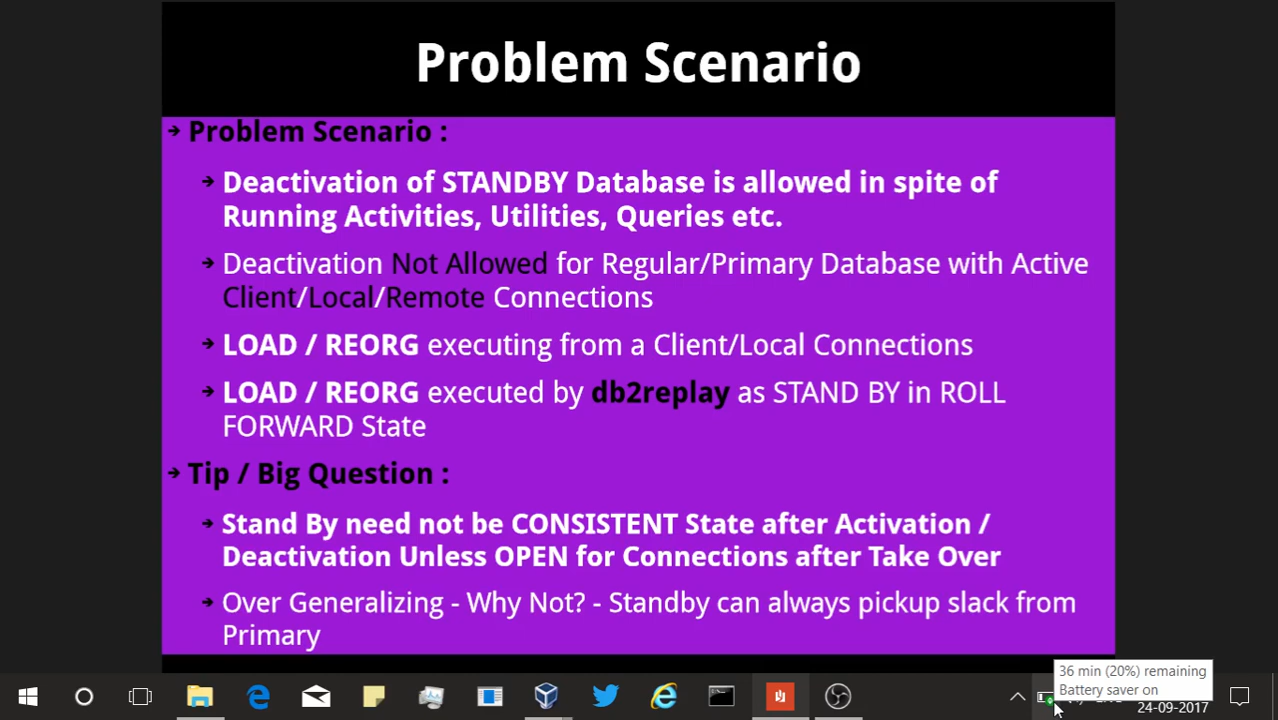 Problem Scenario
Problem Scenario :
Deactivation of STANDBY Database is allowed in spite of
Running Activities, Utilities, Queries etc.
Deactivation Not Allowed for Regular/Primary Database with Active
Client/Local/Remote Connections
LOAD / REORG executing from a Client/Local Connections
LOAD / REORG executed by db2replay as STAND BY in ROLL
FORWARD State
Tip / Big Question :
Stand By need not be CONSISTENT State after Activation /
Deactivation Unless OPEN for Connections after Take Over
Over Generalizing - Why Not? - Standby can always pickup slack from
Primary
36 min (20%) remaining
Battery saver on
24-09-2017